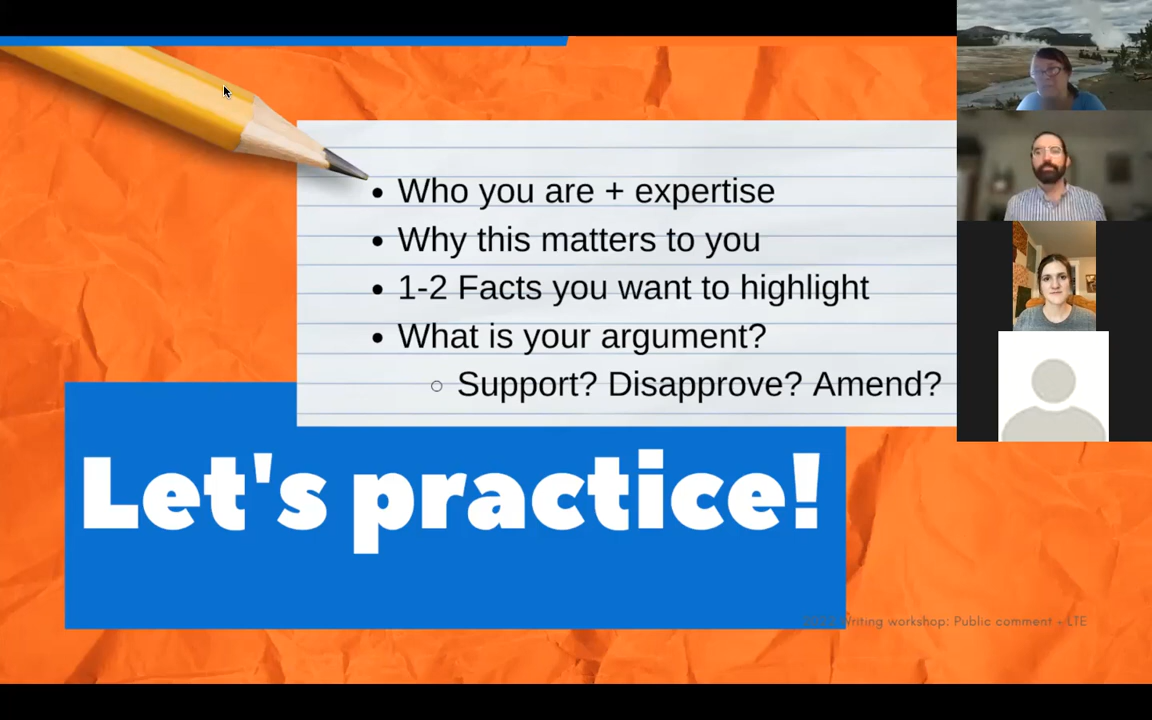 Who you are + expertise
Why this matters to you
1-2 Facts you want to highlight
What is your argument?
Support? Disapprove? Amend?
Let's practice!
Writing workshop: Public comment + LTE